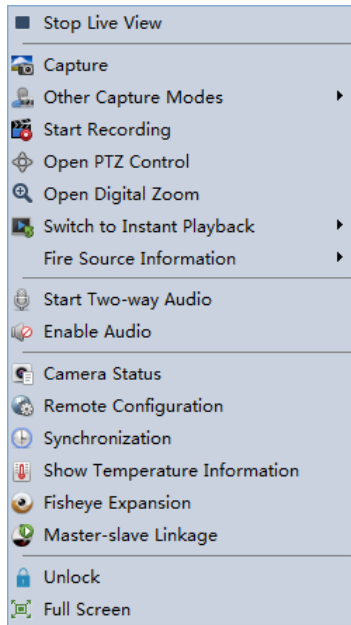 Stop Live View
Capture
Other Capture Modes
Start Recording
Open PTZ Control
Open Digital Zoom
Switch to Instant Playback
Fire Source Information
Start Two-way Audio
Enable Audio
Camera Status
Remote Configuration
Synchronization
Show Temperature Information
Fisheye Expansion
Master-slave Linkage
Unlock
Full Screen